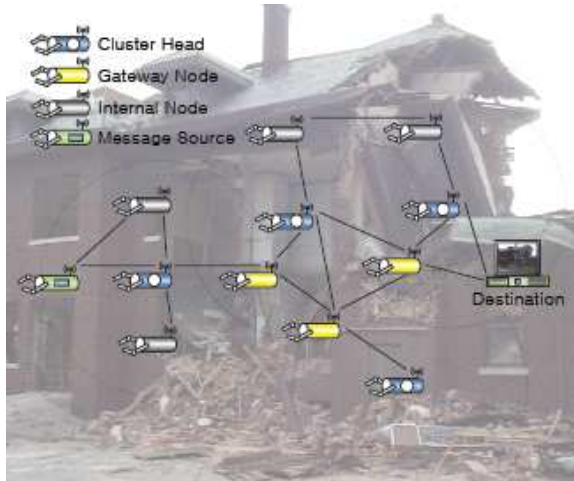 Cluster Head
Gateway Node
Internal Node
Message Source
Destination